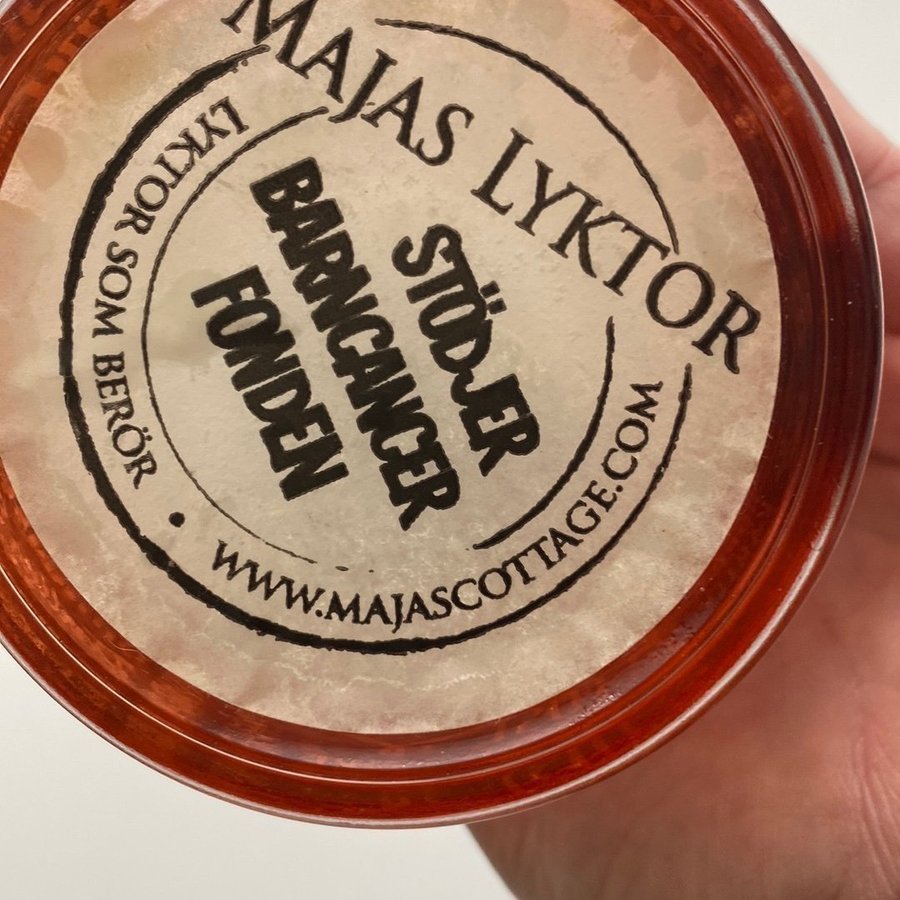 MAJAS LYKTOR
LYKTOR SOM BERÖR
STÖDJER
BARNCANCER
FONDEN
• WWW.MAJASCOTTAGE.COM